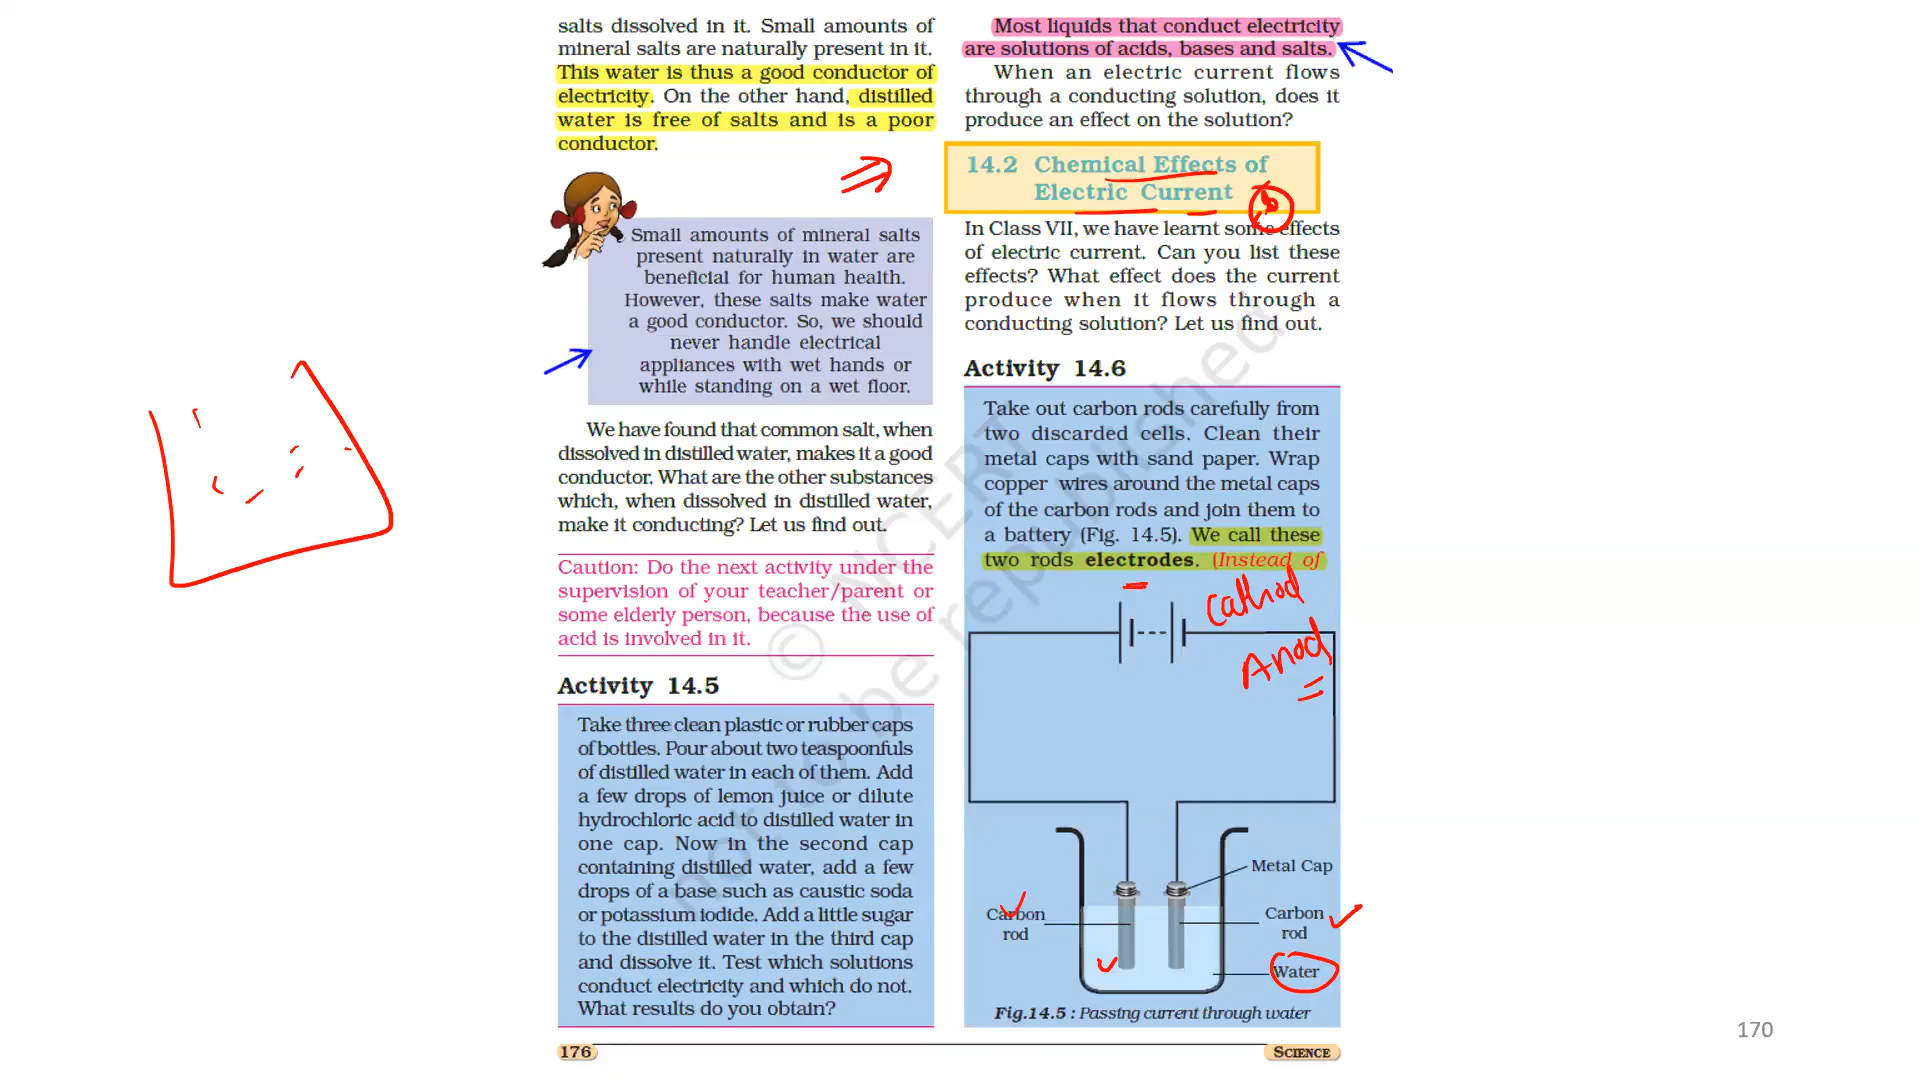 salts dissolved in it. Small amounts of
mineral salts are naturally present in it.
This water is thus a good conductor of
electricity. On the other hand, distilled
water is free of salts and is a poor
conductor.
Small amounts of mineral salts
present naturally in water are
beneficial for human health.
However, these salts make water
a good conductor. So, we should
never handle electrical
appliances with wet hands or
while standing on a wet floor.
We have found that common salt, when
dissolved in distilled water, makes it a good
conductor. What are the other substances
which, when dissolved in distilled water,
make it conducting? Let us find out.
Caution: Do the next activity under the
supervision of your teacher/parent or
some elderly person, because the use of
acid is involved in it.
Activity 14.5
Take three clean plastic or rubber caps
of bottles. Pour about two teaspoonfuls
of distilled water in each of them. Add
a few drops of lemon juice or dilute
hydrochloric acid to distilled water in
one cap. Now in the second cap
containing distilled water, add a few
drops of a base such as caustic soda
or potassium iodide. Add a little sugar
to the distilled water in the third cap
and dissolve it. Test which solutions
conduct electricity and which do not.
What results do you obtain?
Most liquids that conduct electricity
are solutions of acids, bases and salts.
When an electric current flows
through a conducting solution, does it
produce an effect on the solution?
14.2 Chemical Effects of
Electric Current
In Class VII, we have learnt some effects
of electric current. Can you list these
effects? What effect does the current
produce when it flows through a
conducting solution? Let us find out.
Activity 14.6
Take out carbon rods carefully from
two discarded cells. Clean their
metal caps with sand paper. Wrap
copper wires around the metal caps
of the carbon rods and join them to
a battery (Fig. 14.5). We call these
two rods electrodes. (Instead of
Cathod
Anod
Metal Cap
Carbon
rod
Carbon
rod
Water
Fig.14.5 : Passing current through water
© NCERT
not to be republished
176
SCIENCE
170